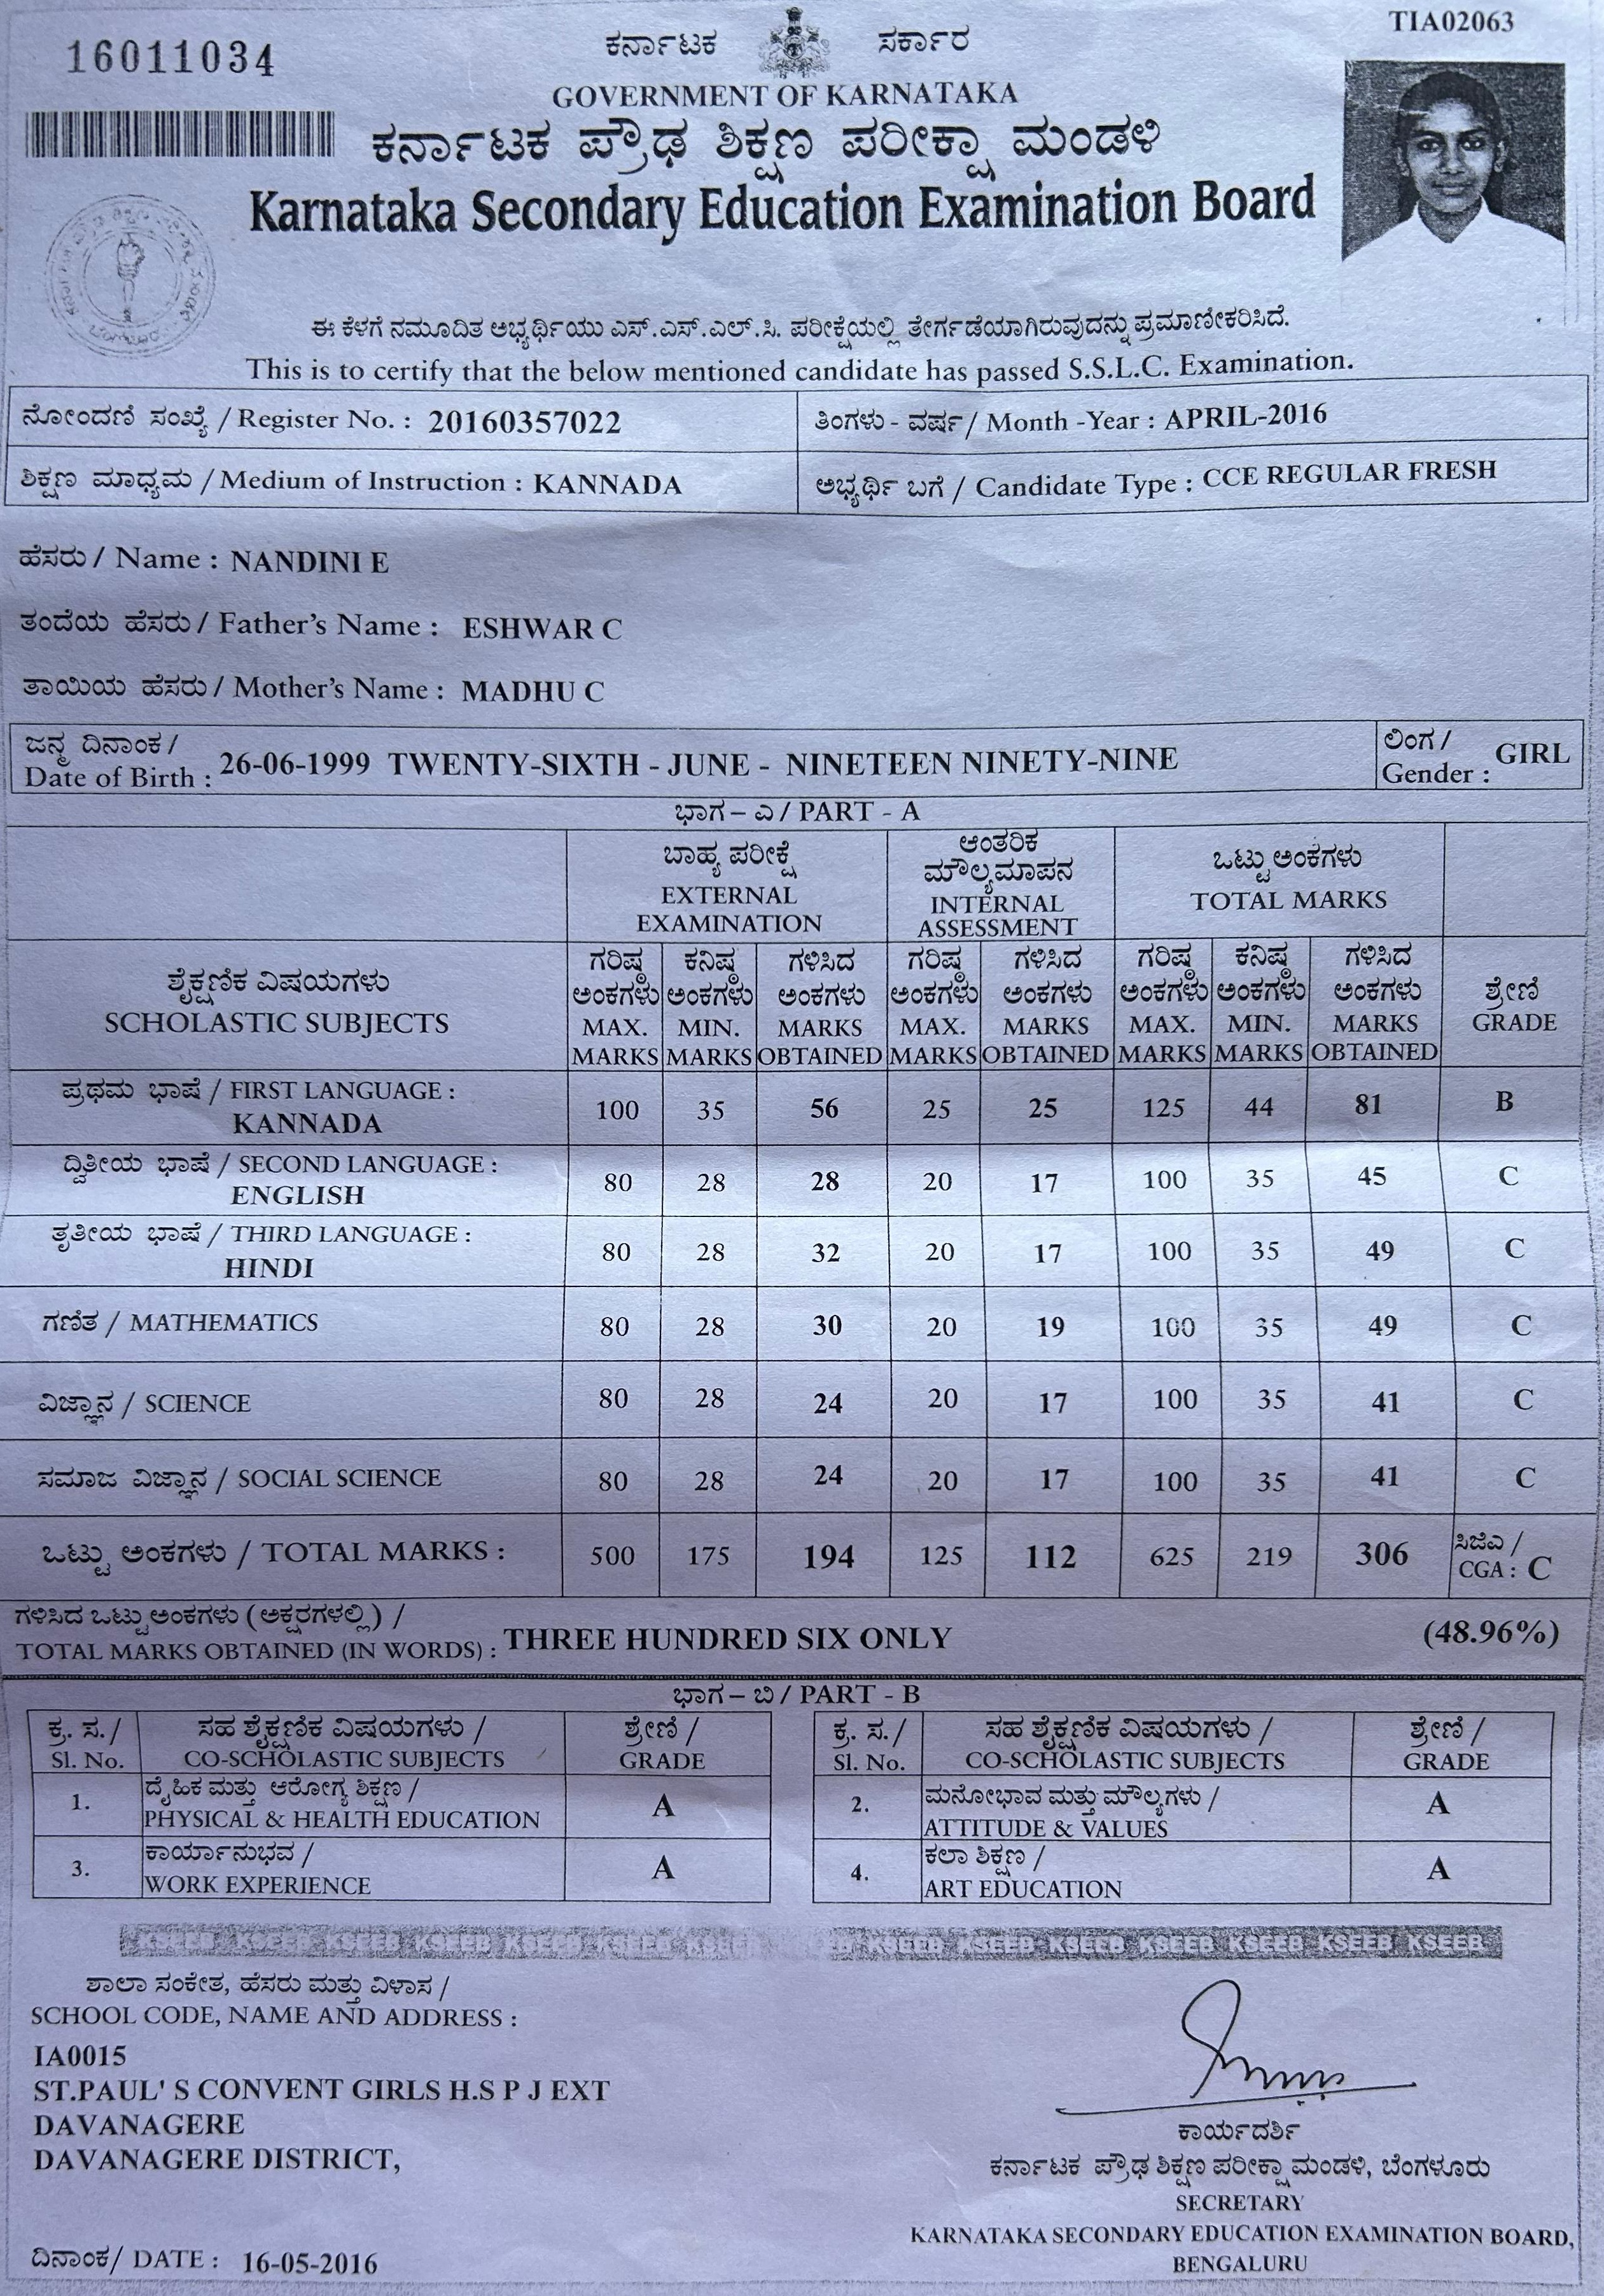 16011034
TIA02063
ಕರ್ನಾಟಕ ಸರ್ಕಾರ
GOVERNMENT OF KARNATAKA
ಕರ್ನಾಟಕ ಪ್ರೌಢ ಶಿಕ್ಷಣ ಪರೀಕ್ಷಾ ಮಂಡಳಿ
Karnataka Secondary Education Examination Board
ಈ ಕೆಳಗೆ ನಮೂದಿತ ಅಭ್ಯರ್ಥಿಯು ಎಸ್.ಎಸ್.ಎಲ್.ಸಿ. ಪರೀಕ್ಷೆಯಲ್ಲಿ ತೇರ್ಗಡೆಯಾಗಿರುವುದನ್ನು ಪ್ರಮಾಣೀಕರಿಸಿದೆ.
This is to certify that the below mentioned candidate has passed S.S.L.C. Examination.
ನೋಂದಣಿ ಸಂಖ್ಯೆ / Register No. : 20160357022
ತಿಂಗಳು - ವರ್ಷ / Month -Year : APRIL-2016
ಶಿಕ್ಷಣ ಮಾಧ್ಯಮ / Medium of Instruction : KANNADA
ಅಭ್ಯರ್ಥಿ ಬಗೆ / Candidate Type : CCE REGULAR FRESH
ಹೆಸರು / Name : NANDINI E
ತಂದೆಯ ಹೆಸರು / Father's Name : ESHWAR C
ತಾಯಿಯ ಹೆಸರು / Mother's Name : MADHU C
ಜನ್ಮ ದಿನಾಂಕ /
Date of Birth : 26-06-1999 TWENTY-SIXTH - JUNE - NINETEEN NINETY-NINE
ಲಿಂಗ /
Gender : GIRL
ಭಾಗ – ಎ / PART - A
ಬಾಹ್ಯ ಪರೀಕ್ಷೆ
EXTERNAL
EXAMINATION
ಆಂತರಿಕ
ಮೌಲ್ಯಮಾಪನ
INTERNAL
ASSESSMENT
ಒಟ್ಟು ಅಂಕಗಳು
TOTAL MARKS
ಶೈಕ್ಷಣಿಕ ವಿಷಯಗಳು
SCHOLASTIC SUBJECTS
ಗರಿಷ್ಠ ಕನಿಷ್ಠ ಗಳಿಸಿದ ಗರಿಷ್ಠ ಗಳಿಸಿದ ಗರಿಷ್ಠ ಕನಿಷ್ಠ ಗಳಿಸಿದ
ಅಂಕಗಳು ಅಂಕಗಳು ಅಂಕಗಳು ಅಂಕಗಳು ಅಂಕಗಳು ಅಂಕಗಳು ಅಂಕಗಳು ಅಂಕಗಳು ಶ್ರೇಣಿ
MAX. MIN. MARKS MAX. MARKS MAX. MIN. MARKS GRADE
MARKS MARKS OBTAINED MARKS OBTAINED MARKS MARKS OBTAINED
ಪ್ರಥಮ ಭಾಷೆ / FIRST LANGUAGE :
KANNADA 100 35 56 25 25 125 44 81 B
ದ್ವಿತೀಯ ಭಾಷೆ / SECOND LANGUAGE :
ENGLISH 80 28 28 20 17 100 35 45 C
ತೃತೀಯ ಭಾಷೆ / THIRD LANGUAGE :
HINDI 80 28 32 20 17 100 35 49 C
ಗಣಿತ / MATHEMATICS 80 28 30 20 19 100 35 49 C
ವಿಜ್ಞಾನ / SCIENCE 80 28 24 20 17 100 35 41 C
ಸಮಾಜ ವಿಜ್ಞಾನ / SOCIAL SCIENCE 80 28 24 20 17 100 35 41 C
ಒಟ್ಟು ಅಂಕಗಳು / TOTAL MARKS : 500 175 194 125 112 625 219 306
ಸಿಜಿಎ /
CGA : C
ಗಳಿಸಿದ ಒಟ್ಟು ಅಂಕಗಳು (ಅಕ್ಷರಗಳಲ್ಲಿ) /
TOTAL MARKS OBTAINED (IN WORDS) : THREE HUNDRED SIX ONLY (48.96%)
ಭಾಗ – ಬಿ / PART - B
ಕ್ರ. ಸ. / ಸಹ ಶೈಕ್ಷಣಿಕ ವಿಷಯಗಳು / ಶ್ರೇಣಿ / ಕ್ರ. ಸ. / ಸಹ ಶೈಕ್ಷಣಿಕ ವಿಷಯಗಳು / ಶ್ರೇಣಿ /
Sl. No. CO-SCHOLASTIC SUBJECTS GRADE Sl. No. CO-SCHOLASTIC SUBJECTS GRADE
1. ದೈಹಿಕ ಮತ್ತು ಆರೋಗ್ಯ ಶಿಕ್ಷಣ /
PHYSICAL & HEALTH EDUCATION A
2. ಮನೋಭಾವ ಮತ್ತು ಮೌಲ್ಯಗಳು /
ATTITUDE & VALUES A
3. ಕಾರ್ಯಾನುಭವ /
WORK EXPERIENCE A
4. ಕಲಾ ಶಿಕ್ಷಣ /
ART EDUCATION A
KSEEB KSEEB KSEEB KSEEB KSEEB KSEEB KSEEB KSEEB KSEEB KSEEB KSEEB KSEEB KSEEB KSEEB
ಶಾಲಾ ಸಂಕೇತ, ಹೆಸರು ಮತ್ತು ವಿಳಾಸ /
SCHOOL CODE, NAME AND ADDRESS :
IA0015
ST.PAUL' S CONVENT GIRLS H.S P J EXT
DAVANAGERE
DAVANAGERE DISTRICT,
ಕಾರ್ಯದರ್ಶಿ
ಕರ್ನಾಟಕ ಪ್ರೌಢ ಶಿಕ್ಷಣ ಪರೀಕ್ಷಾ ಮಂಡಳಿ, ಬೆಂಗಳೂರು
SECRETARY
KARNATAKA SECONDARY EDUCATION EXAMINATION BOARD,
BENGALURU
ದಿನಾಂಕ/ DATE : 16-05-2016